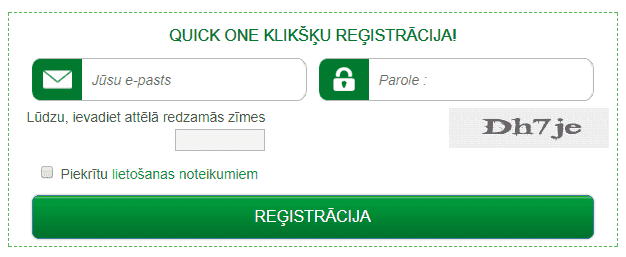 QUICK ONE KLIKŠĶU REĢISTRĀCIJA!
Jūsu e-pasts
Parole :
Lūdzu, ievadiet attēlā redzamās zīmes
Dh7je
Piekrītu lietošanas noteikumiem
REĢISTRĀCIJA